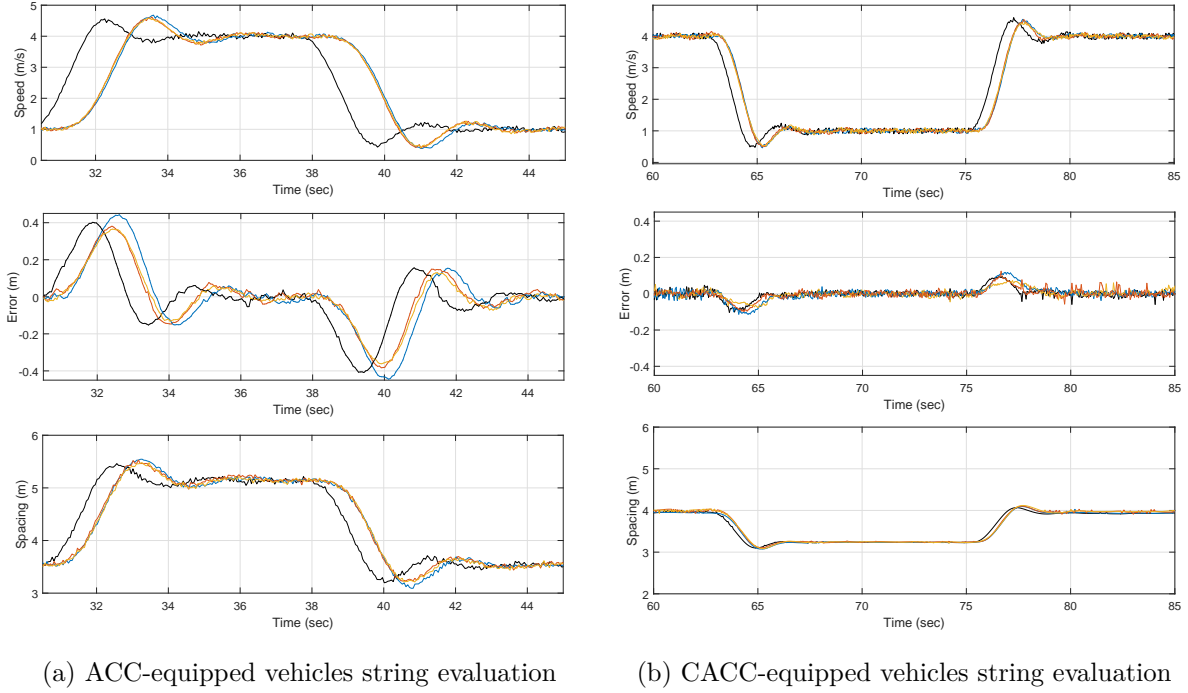 5
4
3
2
1
0
Speed (m/s)
32 34 36 38 40 42 44
Time (sec)
0.4
0.2
0
-0.2
-0.4
Error (m)
32 34 36 38 40 42 44
Time (sec)
6
5
4
3
Spacing (m)
32 34 36 38 40 42 44
Time (sec)
(a) ACC-equipped vehicles string evaluation
5
4
3
2
1
0
Speed (m/s)
60 65 70 75 80 85
Time (sec)
0.4
0.2
0
-0.2
-0.4
Error (m)
60 65 70 75 80 85
Time (sec)
6
5
4
3
2
Spacing (m)
60 65 70 75 80 85
Time (sec)
(b) CACC-equipped vehicles string evaluation